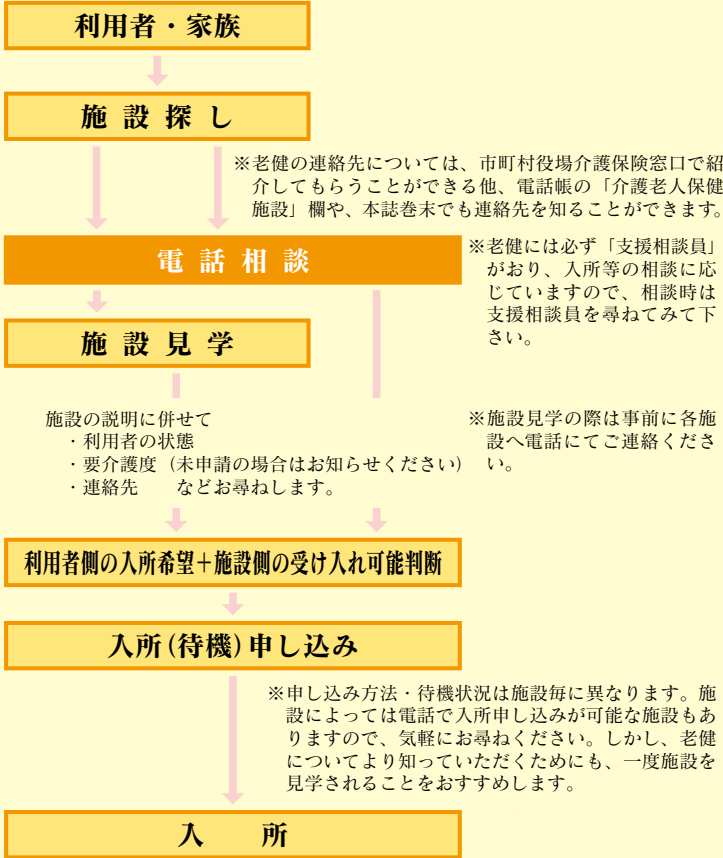 利用者・家族
施設探し
※老健の連絡先については、市町村役場介護保険窓口で紹
介してもらうことができる他、電話帳の「介護老人保健
施設」欄や、本誌巻末でも連絡先を知ることができます。
電話相談
※老健には必ず「支援相談員」
がおり、入所等の相談に応
じていますので、相談時は
支援相談員を尋ねてみて下
さい。
施設見学
施設の説明に併せて
・利用者の状態
・要介護度（未申請の場合はお知らせください）
・連絡先　などお尋ねします。
※施設見学の際は事前に各施
設へ電話にてご連絡くださ
い。
利用者側の入所希望＋施設側の受け入れ可能判断
入所(待機)申し込み
※申し込み方法・待機状況は施設毎に異なります。施
設によっては電話で入所申し込みが可能な施設もあ
りますので、気軽にお尋ねください。しかし、老健
についてより知っていただくためにも、一度施設を
見学されることをおすすめします。
入　所